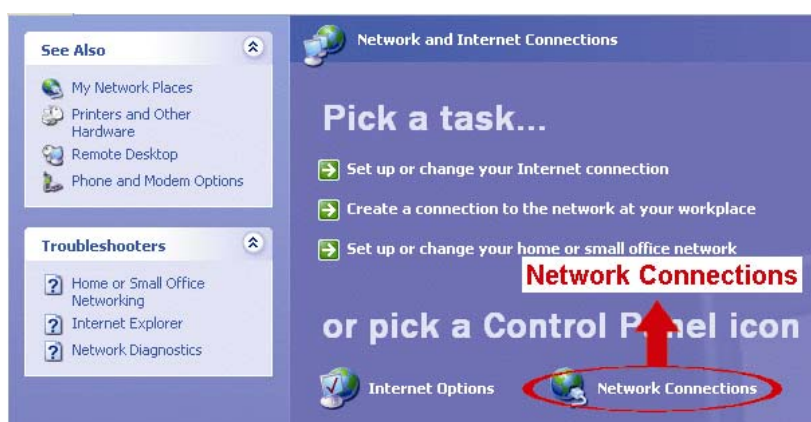 See Also
My Network Places
Printers and Other
Hardware
Remote Desktop
Phone and Modem Options
Troubleshooters
Home or Small Office
Networking
Internet Explorer
Network Diagnostics
Network and Internet Connections
Pick a task...
Set up or change your Internet connection
Create a connection to the network at your workplace
Set up or change your home or small office network
Network Connections
or pick a Control Panel icon
Internet Options
Network Connections